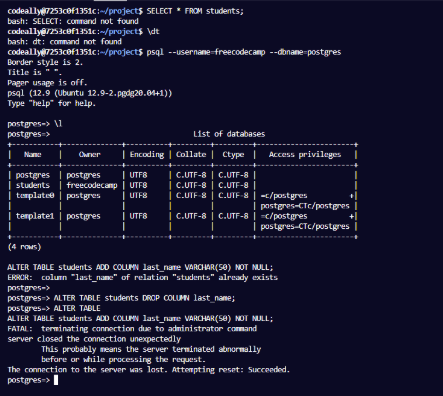 codeally@7253c0f1351c:~/project$ SELECT * FROM students;
bash: SELECT: command not found
codeally@7253c0f1351c:~/project$ \dt
bash: dt: command not found
codeally@7253c0f1351c:~/project$ psql --username=freecodecamp --dbname=postgres
Border style is 2.
Title is " ".
Pager usage is off.
psql (12.9 (Ubuntu 12.9-2.pgdg20.04+1))
Type "help" for help.
postgres=> \l
postgres=> List of databases
| Name | Owner | Encoding | Collate | Ctype | Access privileges |
| postgres | postgres | UTF8 | C.UTF-8 | C.UTF-8 | |
| students | freecodecamp | UTF8 | C.UTF-8 | C.UTF-8 | |
| template0 | postgres | UTF8 | C.UTF-8 | C.UTF-8 | =c/postgres +|
| | | | | | postgres=CTc/postgres |
| template1 | postgres | UTF8 | C.UTF-8 | C.UTF-8 | =c/postgres +|
| | | | | | postgres=CTc/postgres |
(4 rows)
ALTER TABLE students ADD COLUMN last_name VARCHAR(50) NOT NULL;
ERROR: column "last_name" of relation "students" already exists
postgres=>
postgres=> ALTER TABLE students DROP COLUMN last_name;
postgres=> ALTER TABLE
ALTER TABLE students ADD COLUMN last_name VARCHAR(50) NOT NULL;
FATAL: terminating connection due to administrator command
server closed the connection unexpectedly
This probably means the server terminated abnormally
before or while processing the request.
The connection to the server was lost. Attempting reset: Succeeded.
postgres=>